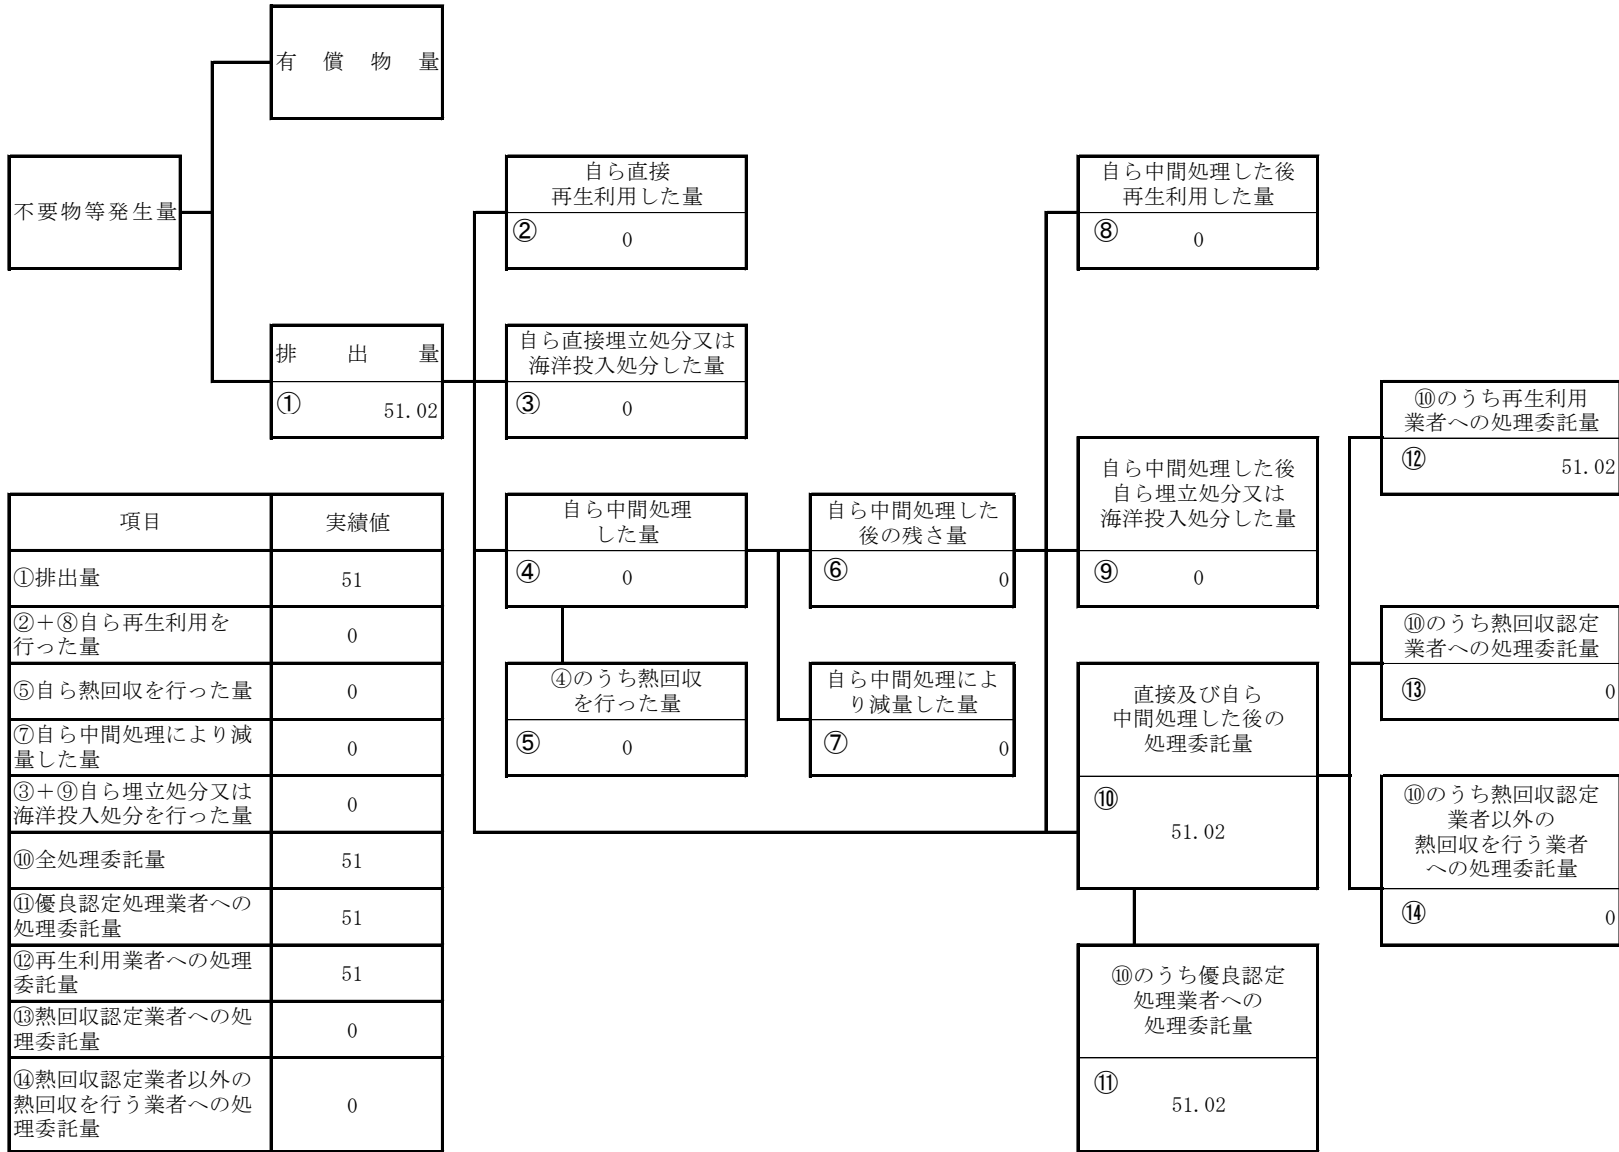 有償物量
不要物等発生量
排出量
① 51.02
自ら直接
再生利用した量
② 0
自ら直接埋立処分又は
海洋投入処分した量
③ 0
自ら中間処理
した量
④ 0
④のうち熱回収
を行った量
⑤ 0
自ら中間処理した
後の残さ量
⑥ 0
自ら中間処理によ
り減量した量
⑦ 0
自ら中間処理した後
再生利用した量
⑧ 0
自ら中間処理した後
自ら埋立処分又は
海洋投入処分した量
⑨ 0
直接及び自ら
中間処理した後の
処理委託量
⑩
51.02
⑩のうち優良認定
処理業者への
処理委託量
⑪
51.02
⑩のうち再生利用
業者への処理委託量
⑫ 51.02
⑩のうち熱回収認定
業者への処理委託量
⑬ 0
⑩のうち熱回収認定
業者以外の
熱回収を行う業者
への処理委託量
⑭ 0
項目 実績値
①排出量 51
②＋⑧自ら再生利用を
行った量 0
⑤自ら熱回収を行った量 0
⑦自ら中間処理により減
量した量 0
③＋⑨自ら埋立処分又は
海洋投入処分を行った量 0
⑩全処理委託量 51
⑪優良認定処理業者への
処理委託量 51
⑫再生利用業者への処理
委託量 51
⑬熱回収認定業者への処
理委託量 0
⑭熱回収認定業者以外の
熱回収を行う業者への処
理委託量 0